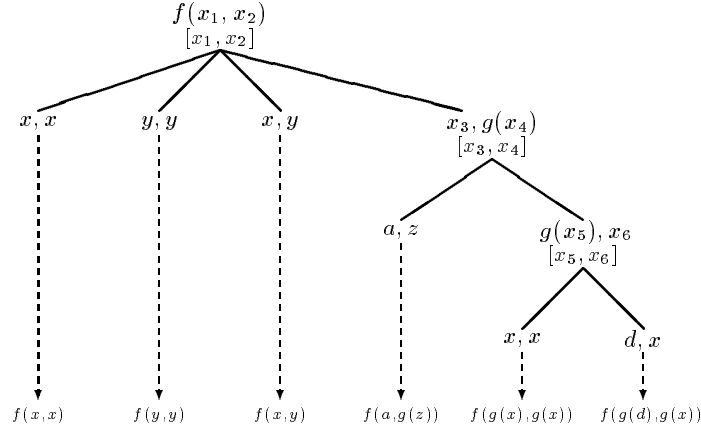 f(x₁, x₂)
[x₁, x₂]
x, x
y, y
x, y
x₃, g(x₄)
[x₃, x₄]
a, z
g(x₅), x₆
[x₅, x₆]
x, x
d, x
f(x,x)
f(y,y)
f(x,y)
f(a,g(z))
f(g(x),g(x))
f(g(d),g(x))